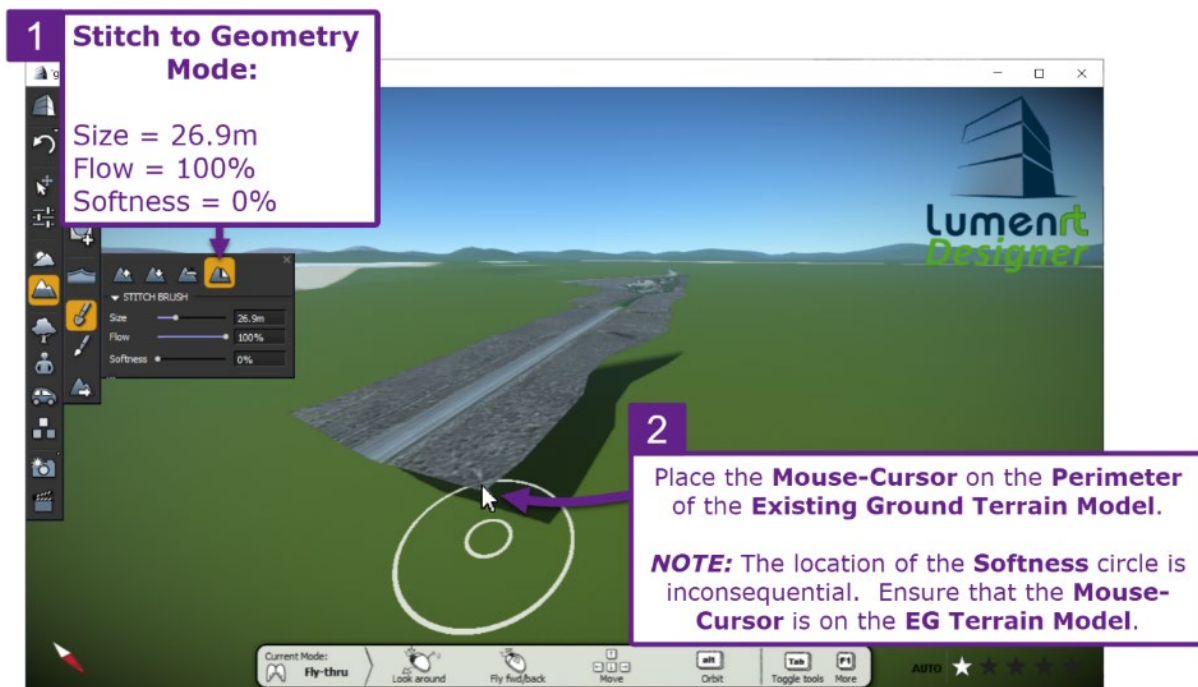 1
Stitch to Geometry
Mode:
Size = 26.9m
Flow = 100%
Softness = 0%
Lumenrt
Designer
STITCH BRUSH
Size
26.9m
Flow
100%
Softness
0%
2
Place the Mouse-Cursor on the Perimeter
of the Existing Ground Terrain Model.
NOTE: The location of the Softness circle is
inconsequential. Ensure that the Mouse-
Cursor is on the EG Terrain Model.
Current Mode:
Fly-thru
Look around
Fly fwd/back
Move
alt
Orbit
Tab
Toggle tools
F1
More
AUTO